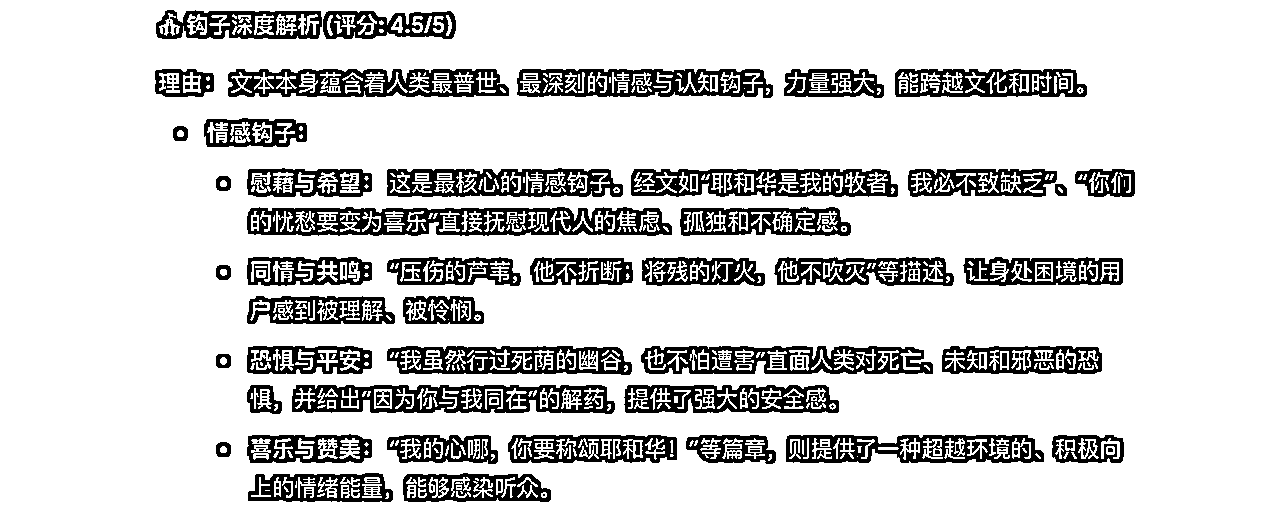 钩子深度解析 (评分: 4.5/5)
理由： 文本本身蕴含着人类最普世、最深刻的情感与认知钩子，力量强大，能跨越文化和时间。
情感钩子：
慰藉与希望： 这是最核心的情感钩子。经文如“耶和华是我的牧者，我必不致缺乏”、“你们
的忧愁要变为喜乐”直接抚慰现代人的焦虑、孤独和不确定感。
同情与共鸣： “压伤的芦苇，他不折断；将残的灯火，他不吹灭”等描述，让身处困境的用
户感到被理解、被怜悯。
恐惧与平安： “我虽然行过死荫的幽谷，也不怕遭害”直面人类对死亡、未知和邪恶的恐
惧，并给出“因为你与我同在”的解药，提供了强大的安全感。
喜乐与赞美： “我的心哪，你要称颂耶和华！”等篇章，则提供了一种超越环境的、积极向
上的情绪能量，能够感染听众。